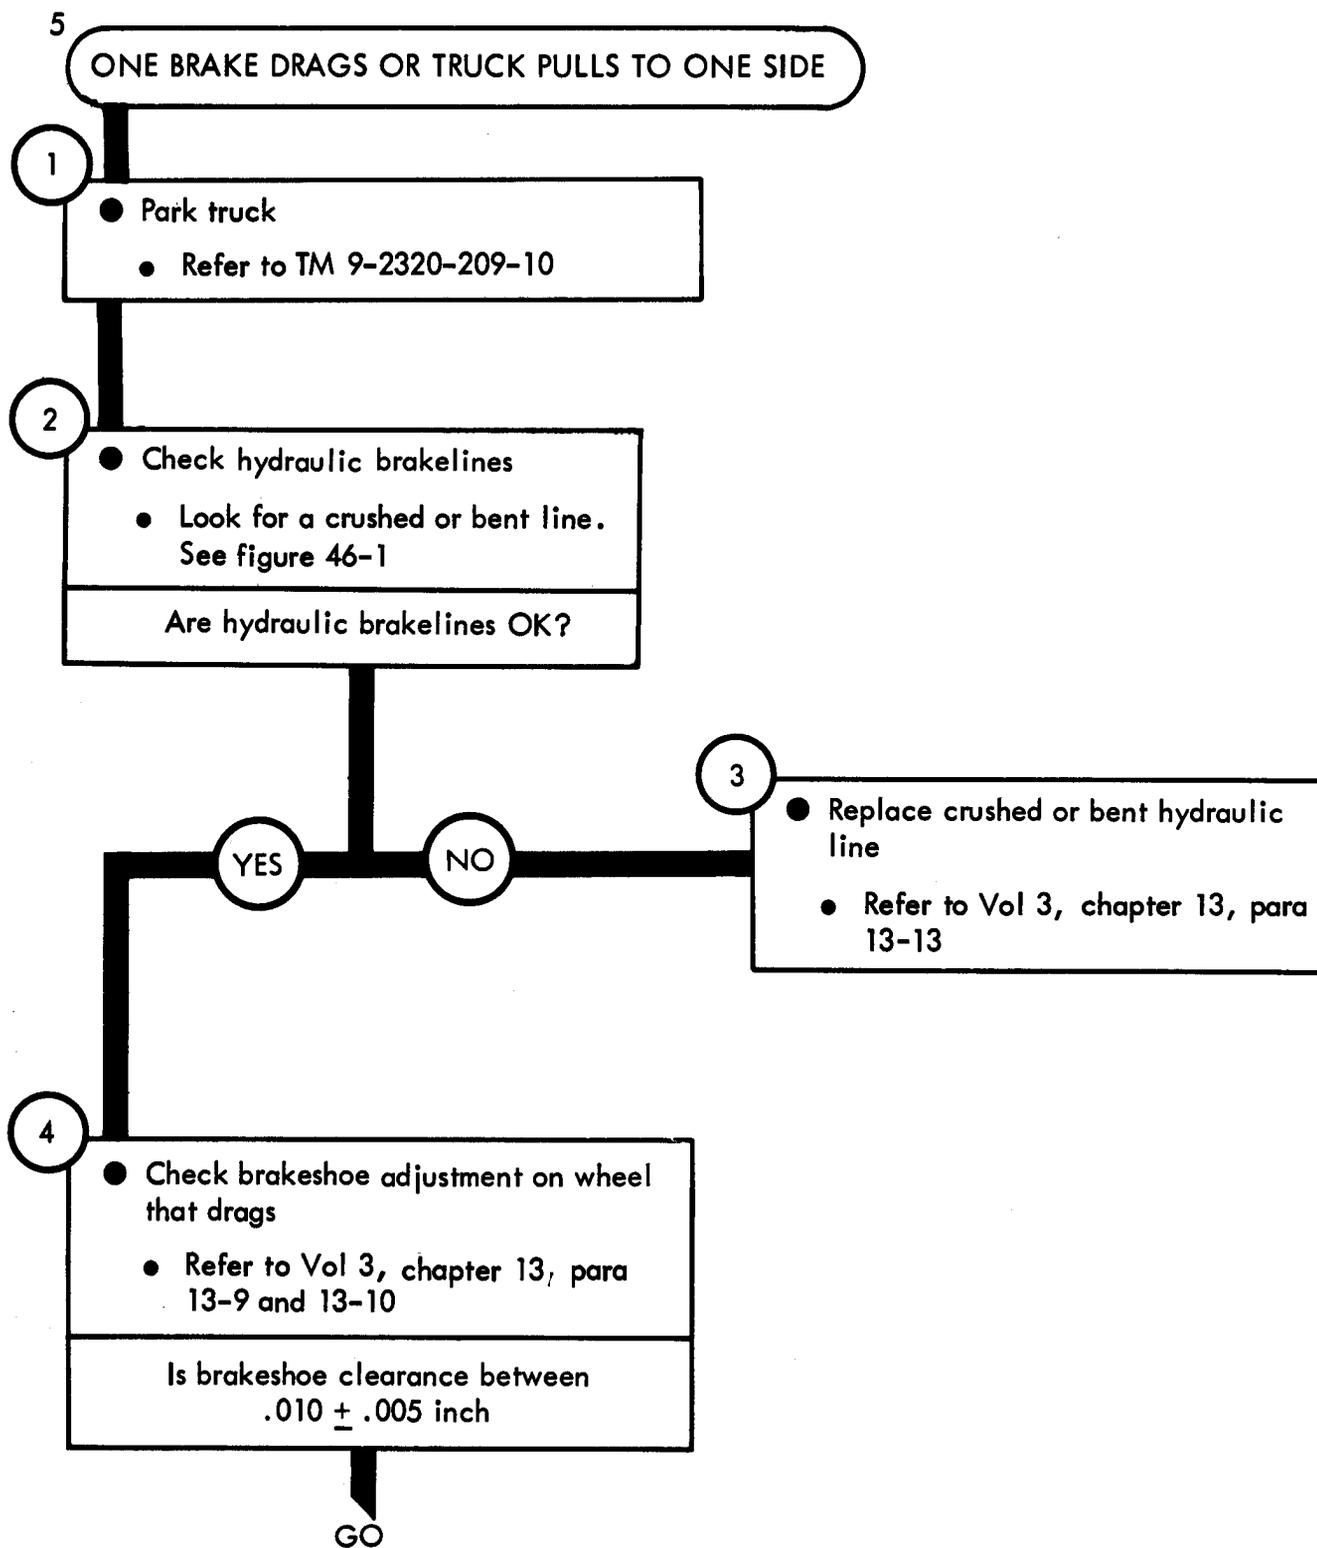 5
ONE BRAKE DRAGS OR TRUCK PULLS TO ONE SIDE
1
Park truck
Refer to TM 9-2320-209-10
2
Check hydraulic brakelines
Look for a crushed or bent line.
See figure 46-1
Are hydraulic brakelines OK?
YES
NO
3
Replace crushed or bent hydraulic
line
Refer to Vol 3, chapter 13, para
13-13
4
Check brakeshoe adjustment on wheel
that drags
Refer to Vol 3, chapter 13, para
13-9 and 13-10
Is brakeshoe clearance between
.010 ± .005 inch
GO